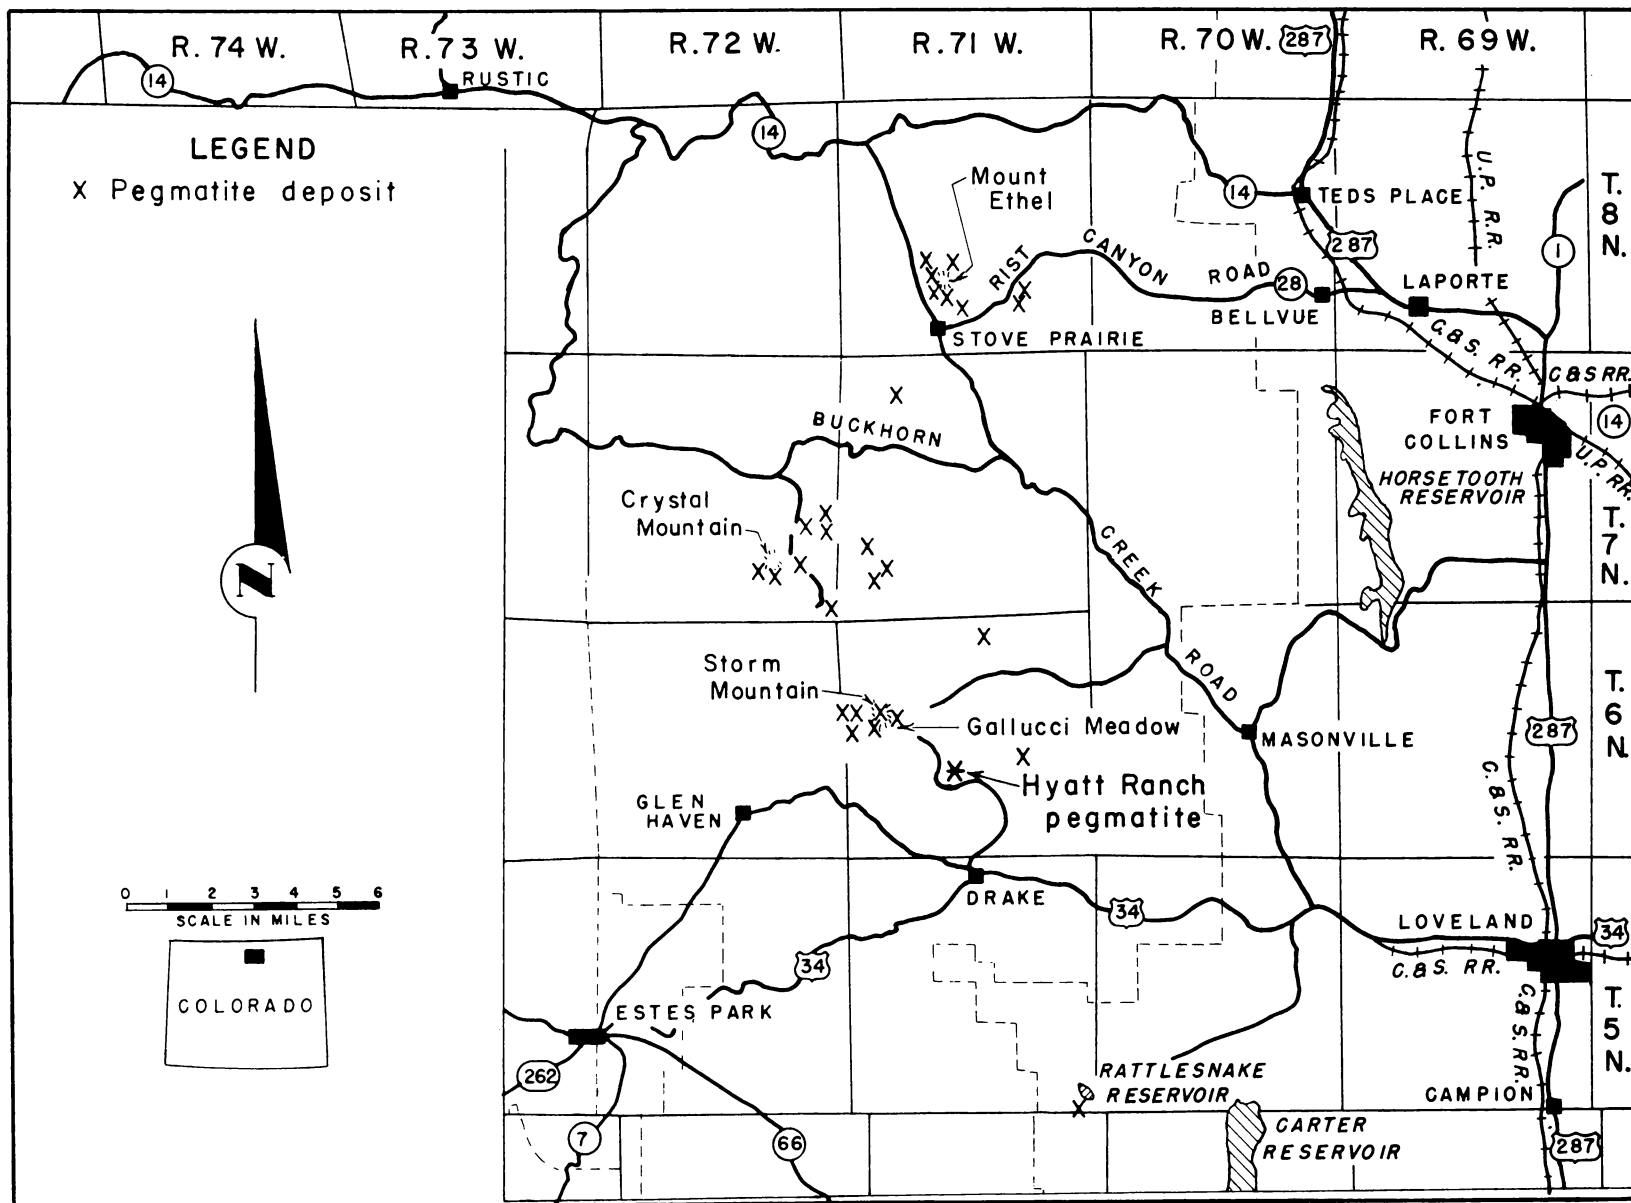 R. 74 W.
R. 73 W.
R. 72 W.
R. 71 W.
R. 70 W.
287
R. 69 W.
14
RUSTIC
14
LEGEND
X Pegmatite deposit
Mount
Ethel
14
TEDS PLACE
U.P. R.R.
T.
8
N.
287
1
RIST CANYON ROAD
28
LAPORTE
BELLVUE
STOVE PRAIRIE
C.&S. RR.
C&S RR.
BUCKHORN
FORT
COLLINS
14
U.P. RR.
HORSETOOTH
RESERVOIR
Crystal
Mountain
CREEK
T.
7
N.
Storm
Mountain
ROAD
Gallucci Meadow
MASONVILLE
287
T.
6
N.
Hyatt Ranch
pegmatite
GLEN
HAVEN
C.&S. RR.
0 1 2 3 4 5 6
SCALE IN MILES
DRAKE
34
LOVELAND
34
C.&S. RR.
34
COLORADO
ESTES PARK
C.&S. RR.
T.
5
N.
262
RATTLESNAKE
RESERVOIR
CAMPION
7
66
CARTER
RESERVOIR
287
N